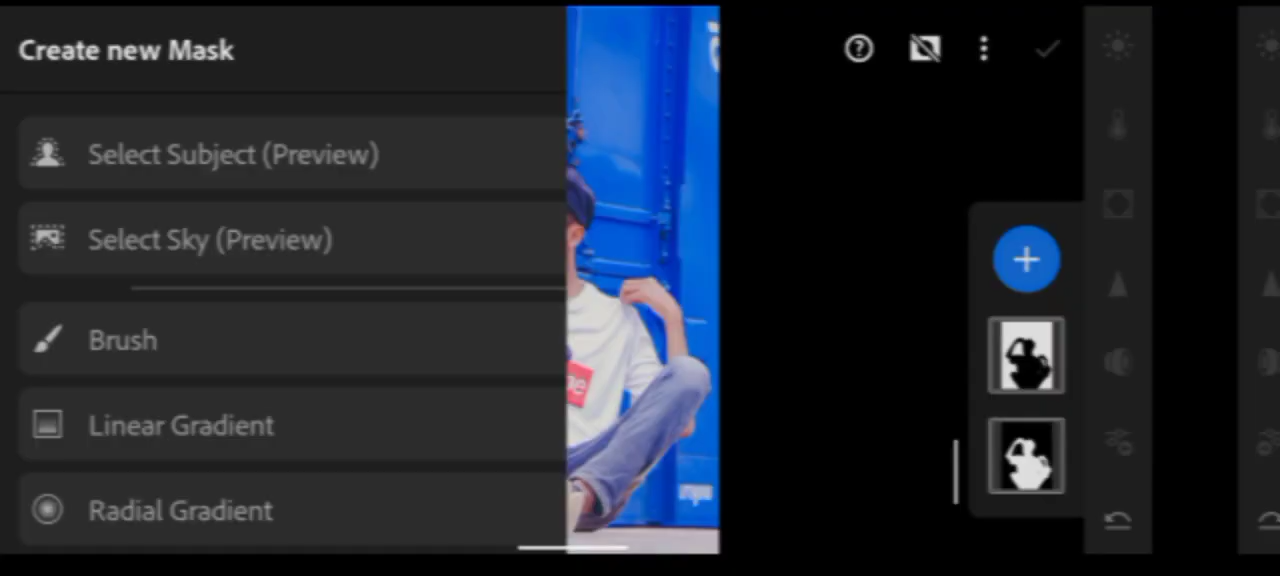 Create new Mask
Select Subject (Preview)
Select Sky (Preview)
Brush
Linear Gradient
Radial Gradient